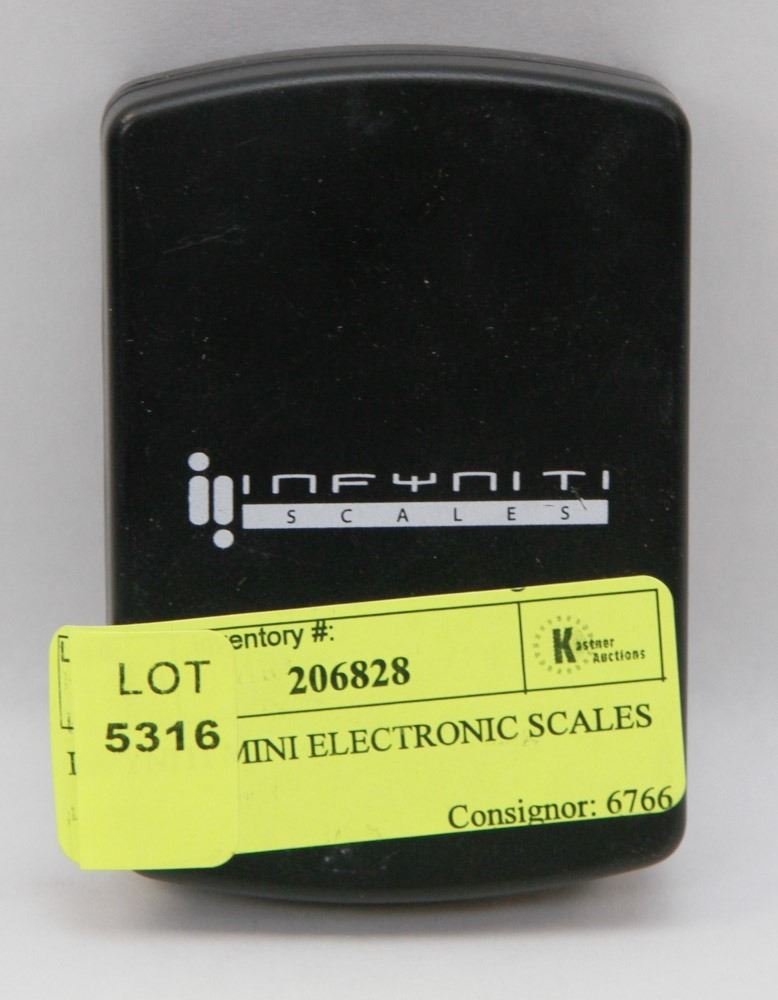 INFYNITI
SCALES
entory #:
206828
Kastner
Auctions
LOT
5316
MINI ELECTRONIC SCALES
Consignor: 6766